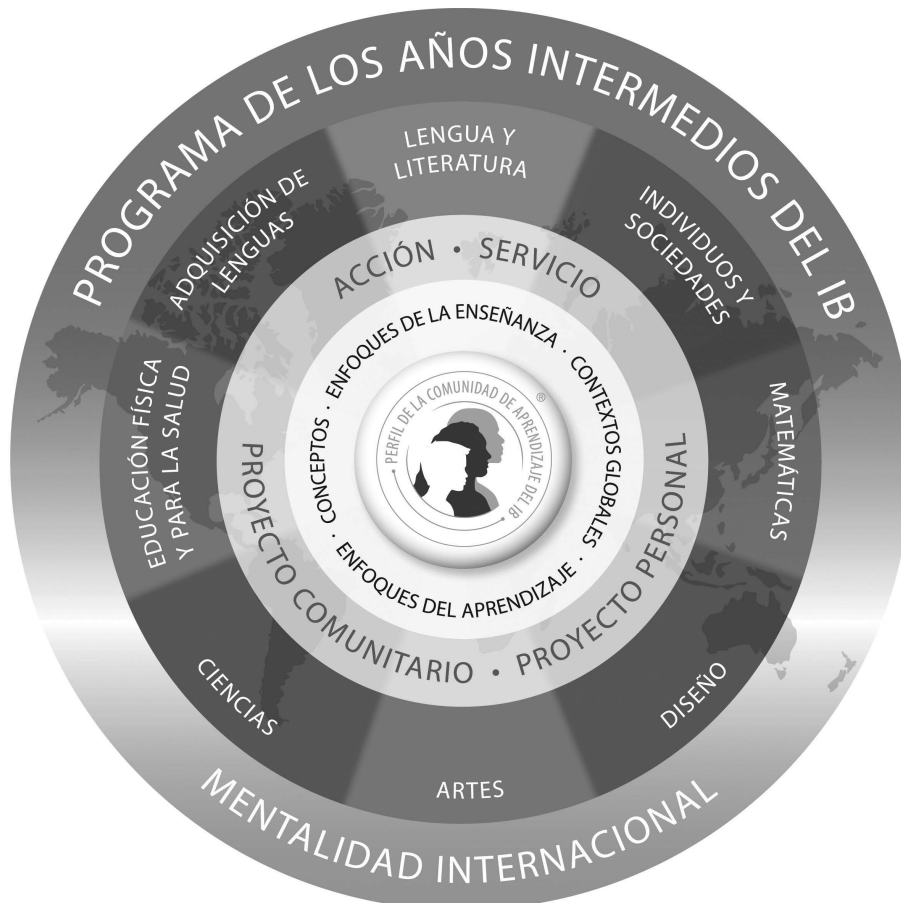 PROGRAMA DE LOS AÑOS INTERMEDIOS DEL IB
LENGUA Y
LITERATURA
INDIVIDUOS Y
SOCIEDADES
MATEMÁTICAS
DISEÑO
ARTES
CIENCIAS
EDUCACIÓN FÍSICA
Y PARA LA SALUD
ADQUISICIÓN DE
LENGUAS
ACCIÓN • SERVICIO
PROYECTO COMUNITARIO • PROYECTO PERSONAL
ENFOQUES DE LA ENSEÑANZA · CONTEXTOS GLOBALES ·
CONCEPTOS · ENFOQUES DEL APRENDIZAJE ·
PERFIL DE LA COMUNIDAD DE APRENDIZAJE DEL IB ®
MENTALIDAD INTERNACIONAL